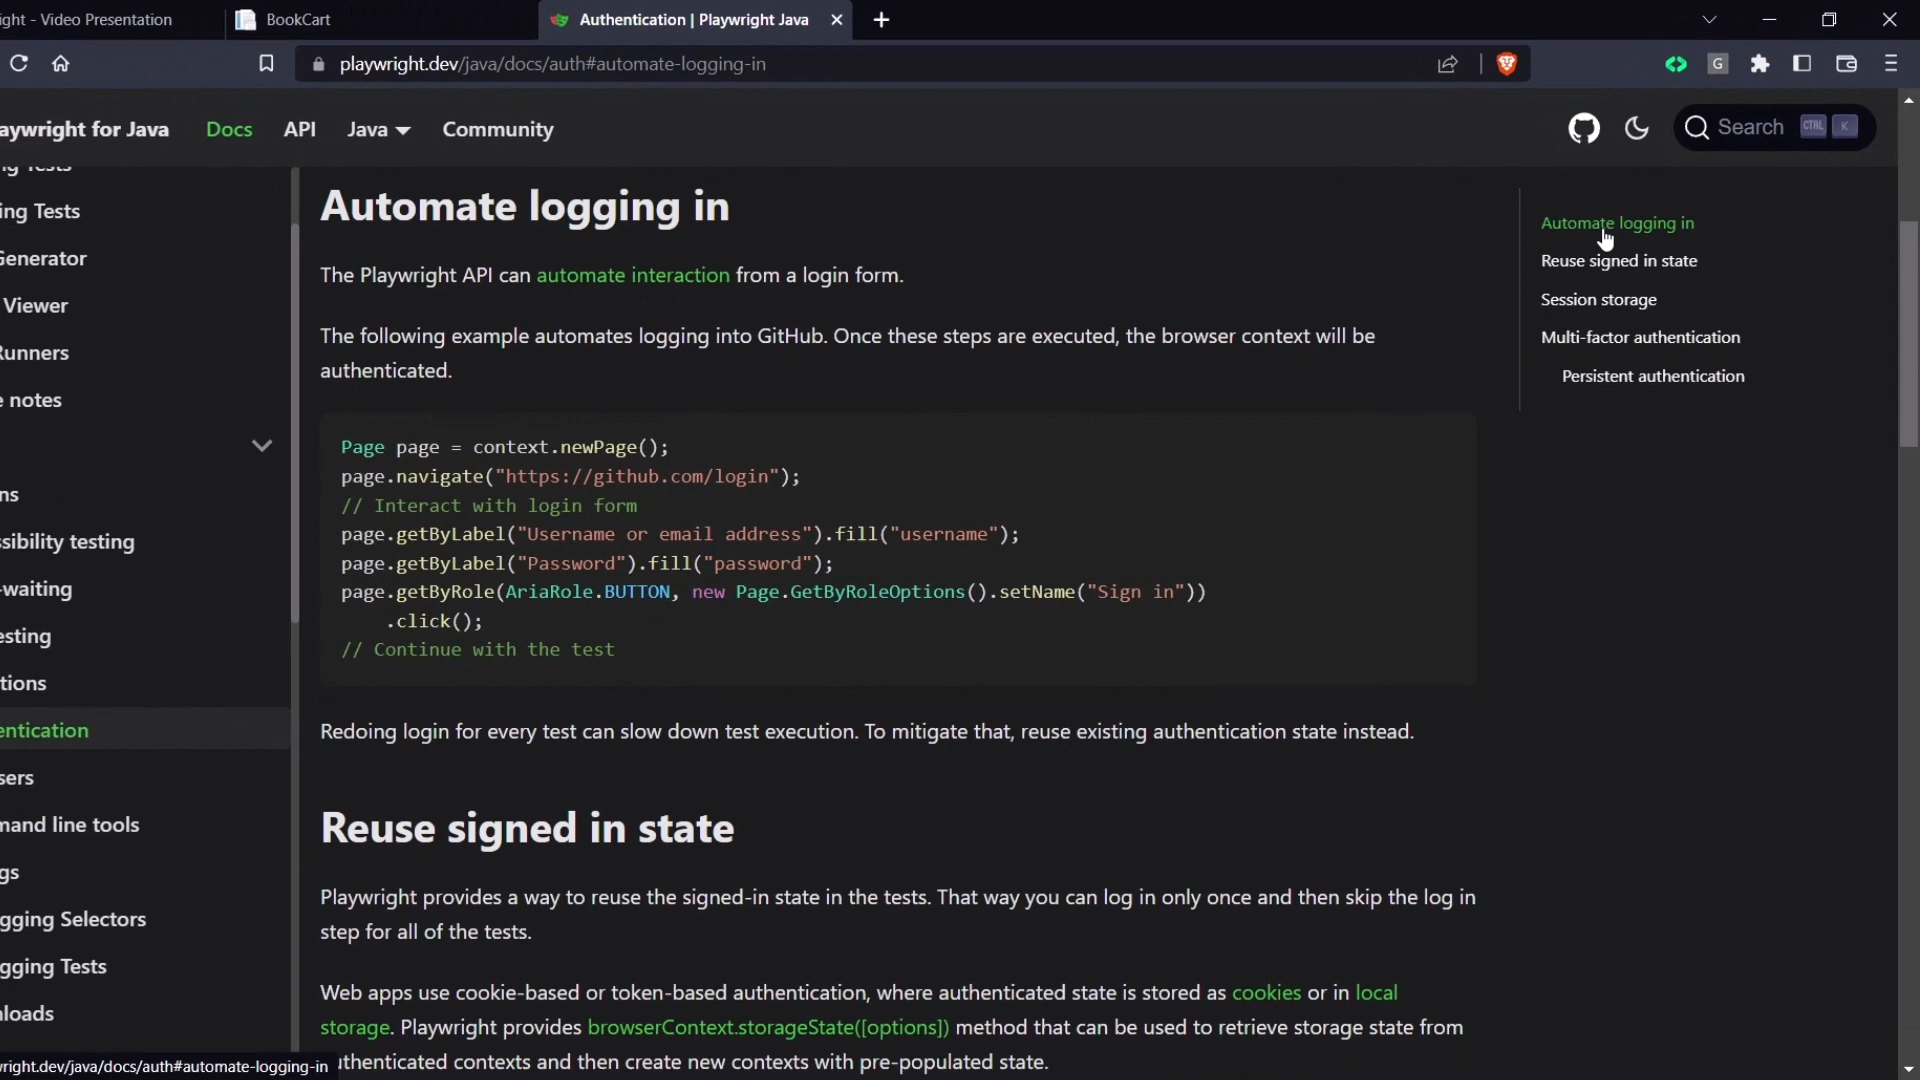 ight - Video Presentation
BookCart
Authentication | Playwright Java
playwright.dev/java/docs/auth#automate-logging-in
G
aywright for Java
Docs
API
Java
Community
Search
CTRL
K
ng Tests
ing Tests
Generator
Viewer
Runners
e notes
ns
ssibility testing
-waiting
esting
tions
entication
sers
mand line tools
gs
gging Selectors
gging Tests
nloads
Automate logging in
The Playwright API can automate interaction from a login form.
The following example automates logging into GitHub. Once these steps are executed, the browser context will be
authenticated.
Page page = context.newPage();
page.navigate("https://github.com/login");
// Interact with login form
page.getByLabel("Username or email address").fill("username");
page.getByLabel("Password").fill("password");
page.getByRole(AriaRole.BUTTON, new Page.GetByRoleOptions().setName("Sign in"))
.click();
// Continue with the test
Redoing login for every test can slow down test execution. To mitigate that, reuse existing authentication state instead.
Reuse signed in state
Playwright provides a way to reuse the signed-in state in the tests. That way you can log in only once and then skip the log in
step for all of the tests.
Web apps use cookie-based or token-based authentication, where authenticated state is stored as cookies or in local
storage. Playwright provides browserContext.storageState([options]) method that can be used to retrieve storage state from
uthenticated contexts and then create new contexts with pre-populated state.
Automate logging in
Reuse signed in state
Session storage
Multi-factor authentication
Persistent authentication
wright.dev/java/docs/auth#automate-logging-in